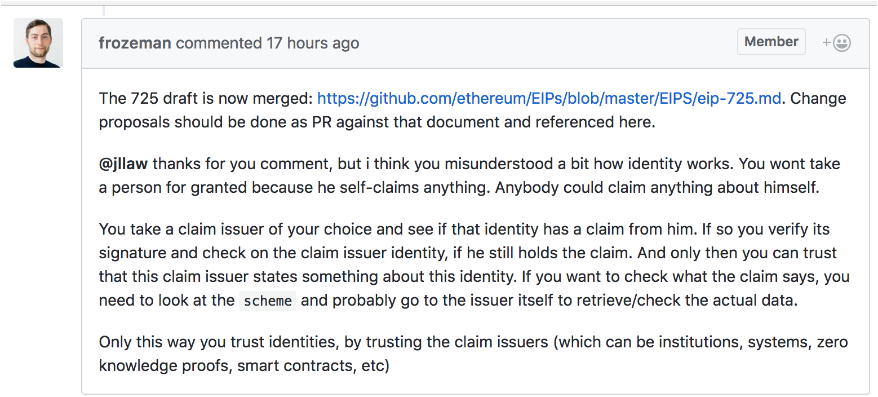 frozeman commented 17 hours ago
Member
+
The 725 draft is now merged: https://github.com/ethereum/EIPs/blob/master/EIPS/eip-725.md. Change
proposals should be done as PR against that document and referenced here.
@jllaw thanks for you comment, but i think you misunderstood a bit how identity works. You wont take
a person for granted because he self-claims anything. Anybody could claim anything about himself.
You take a claim issuer of your choice and see if that identity has a claim from him. If so you verify its
signature and check on the claim issuer identity, if he still holds the claim. And only then you can trust
that this claim issuer states something about this identity. If you want to check what the claim says, you
need to look at the scheme and probably go to the issuer itself to retrieve/check the actual data.
Only this way you trust identities, by trusting the claim issuers (which can be institutions, systems, zero
knowledge proofs, smart contracts, etc)